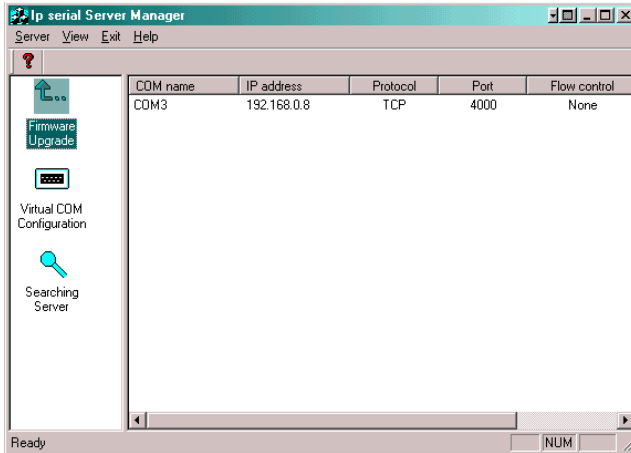 Ip serial Server Manager
Server View Exit Help
COM name IP address Protocol Port Flow control
COM3 192.168.0.8 TCP 4000 None
Firmware
Upgrade
Virtual COM
Configuration
Searching
Server
Ready NUM